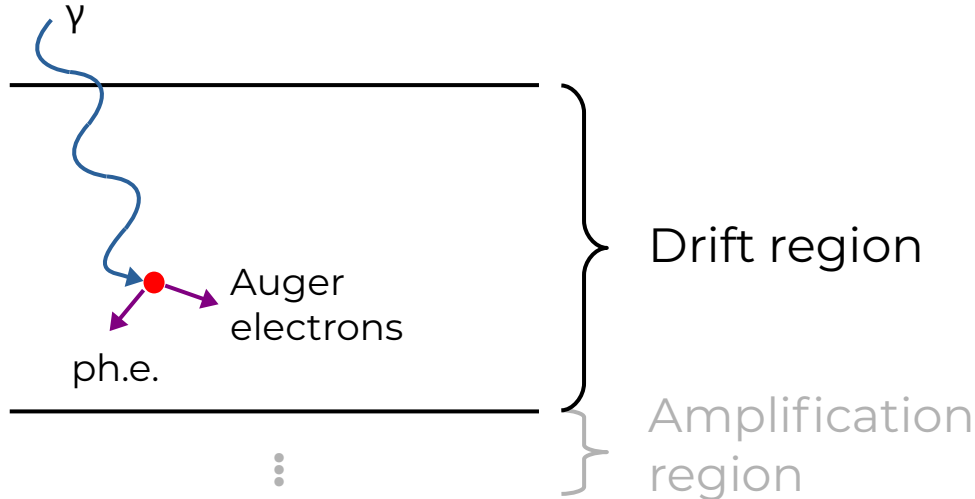 γ
Drift region
Auger
electrons
ph.e.
Amplification
region